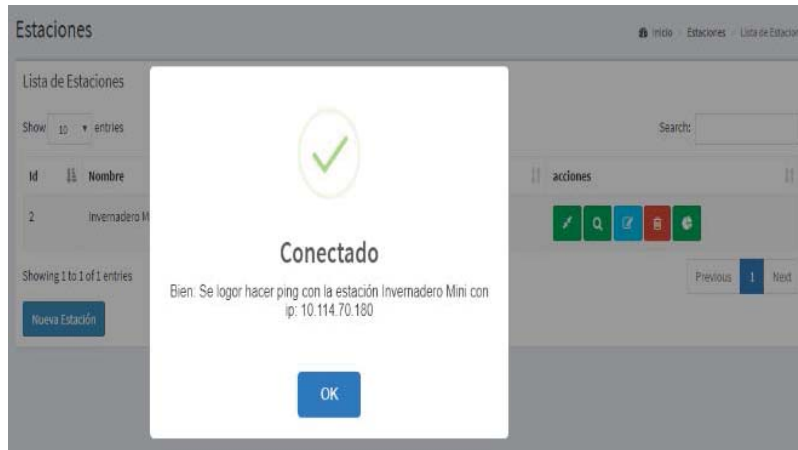 Estaciones
Inicio / Estaciones / Lista de Estacion
Lista de Estaciones
Show 10 entries
Search:
Id Nombre acciones
2 Invernadero M
Conectado
Bien: Se logor hacer ping con la estación Invernadero Mini con
ip: 10.114.70.180
Showing 1 to 1 of 1 entries
Previous 1 Next
Nueva Estación
OK